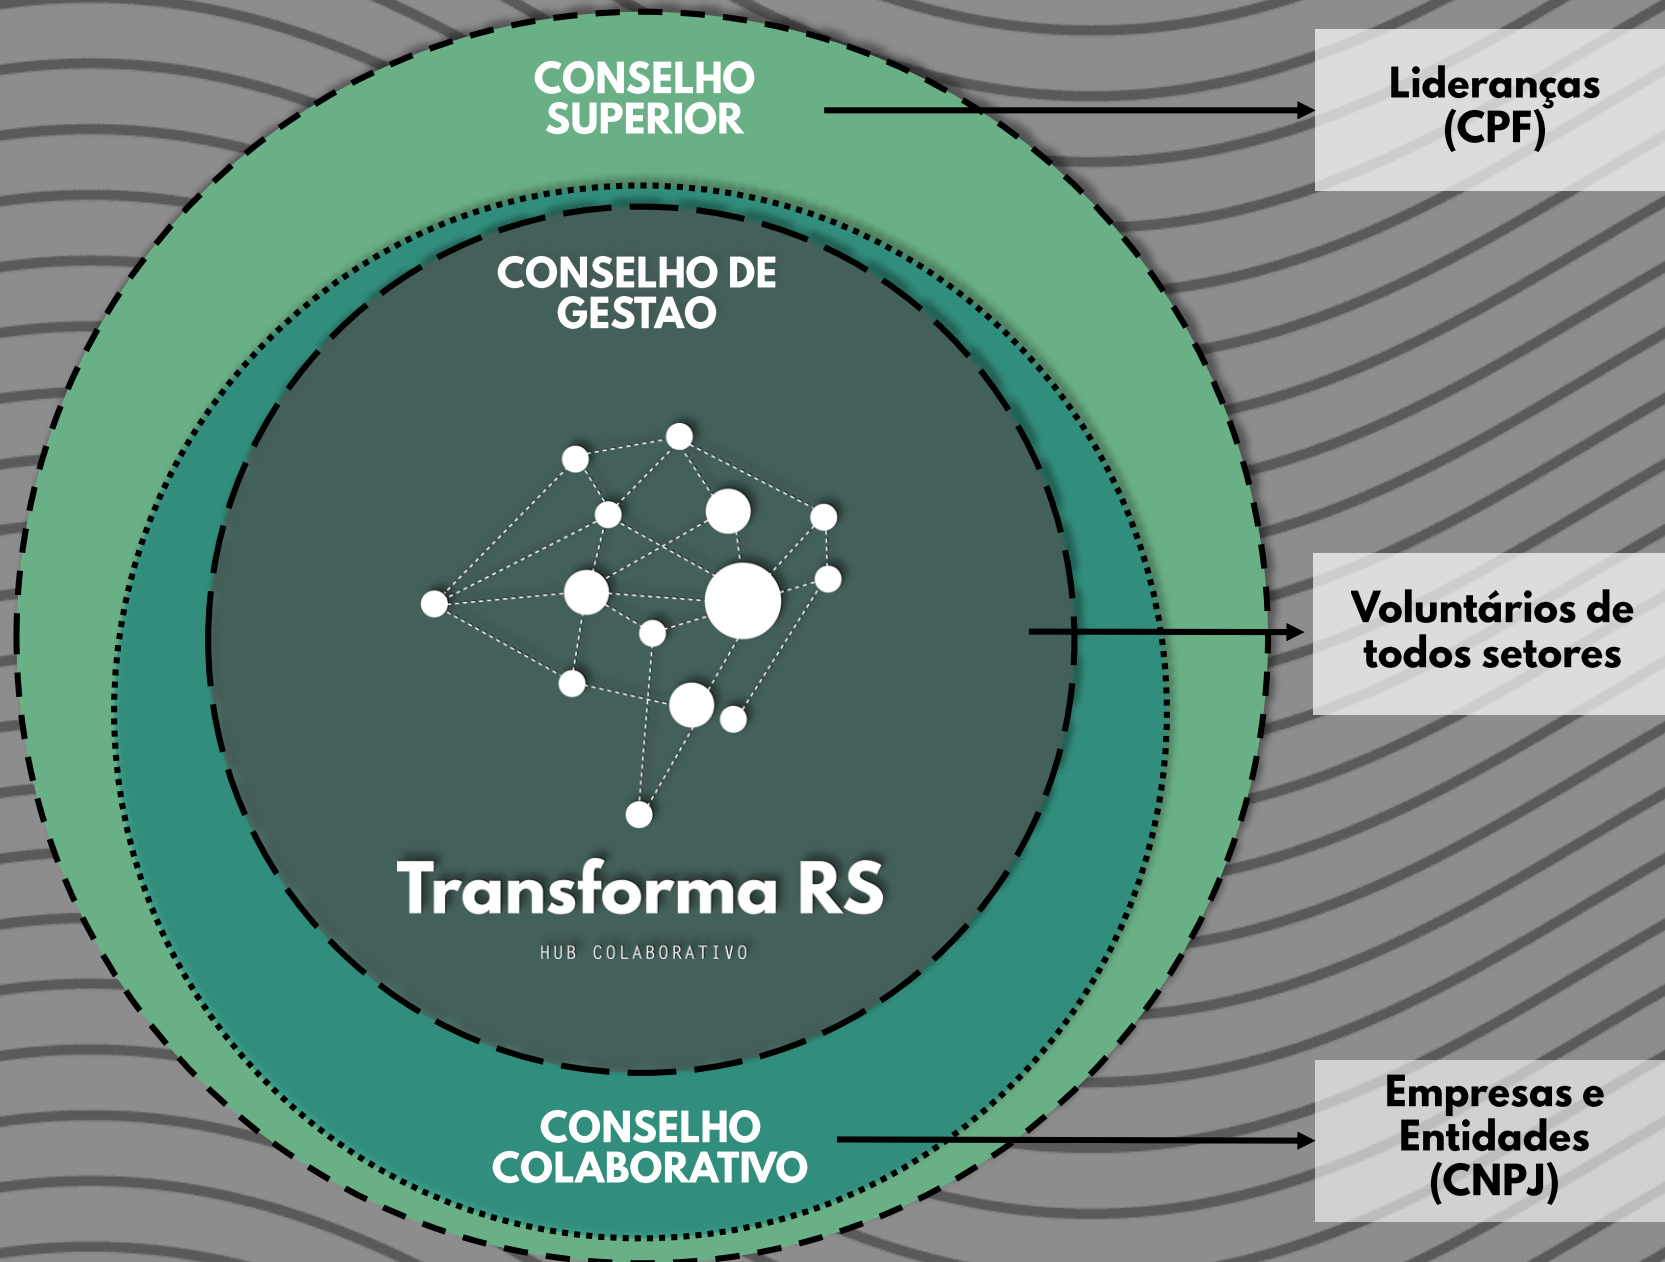 CONSELHO
SUPERIOR
Lideranças
(CPF)
CONSELHO DE
GESTAO
Voluntários de
todos setores
Transforma RS
HUB COLABORATIVO
CONSELHO
COLABORATIVO
Empresas e
Entidades
(CNPJ)